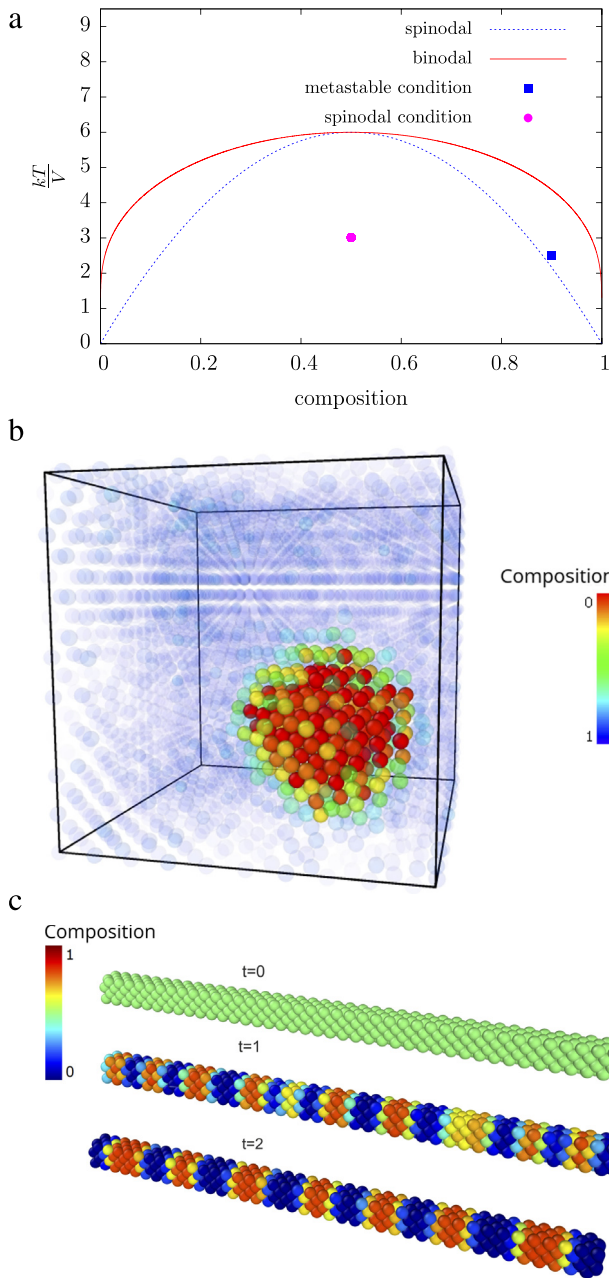 a
9
8
7
6
5
4
3
2
1
0
kT
V
spinodal
binodal
metastable condition
spinodal condition
0
0.2
0.4
0.6
0.8
1
composition
b
Composition
0
1
c
Composition
1
0
t=0
t=1
t=2